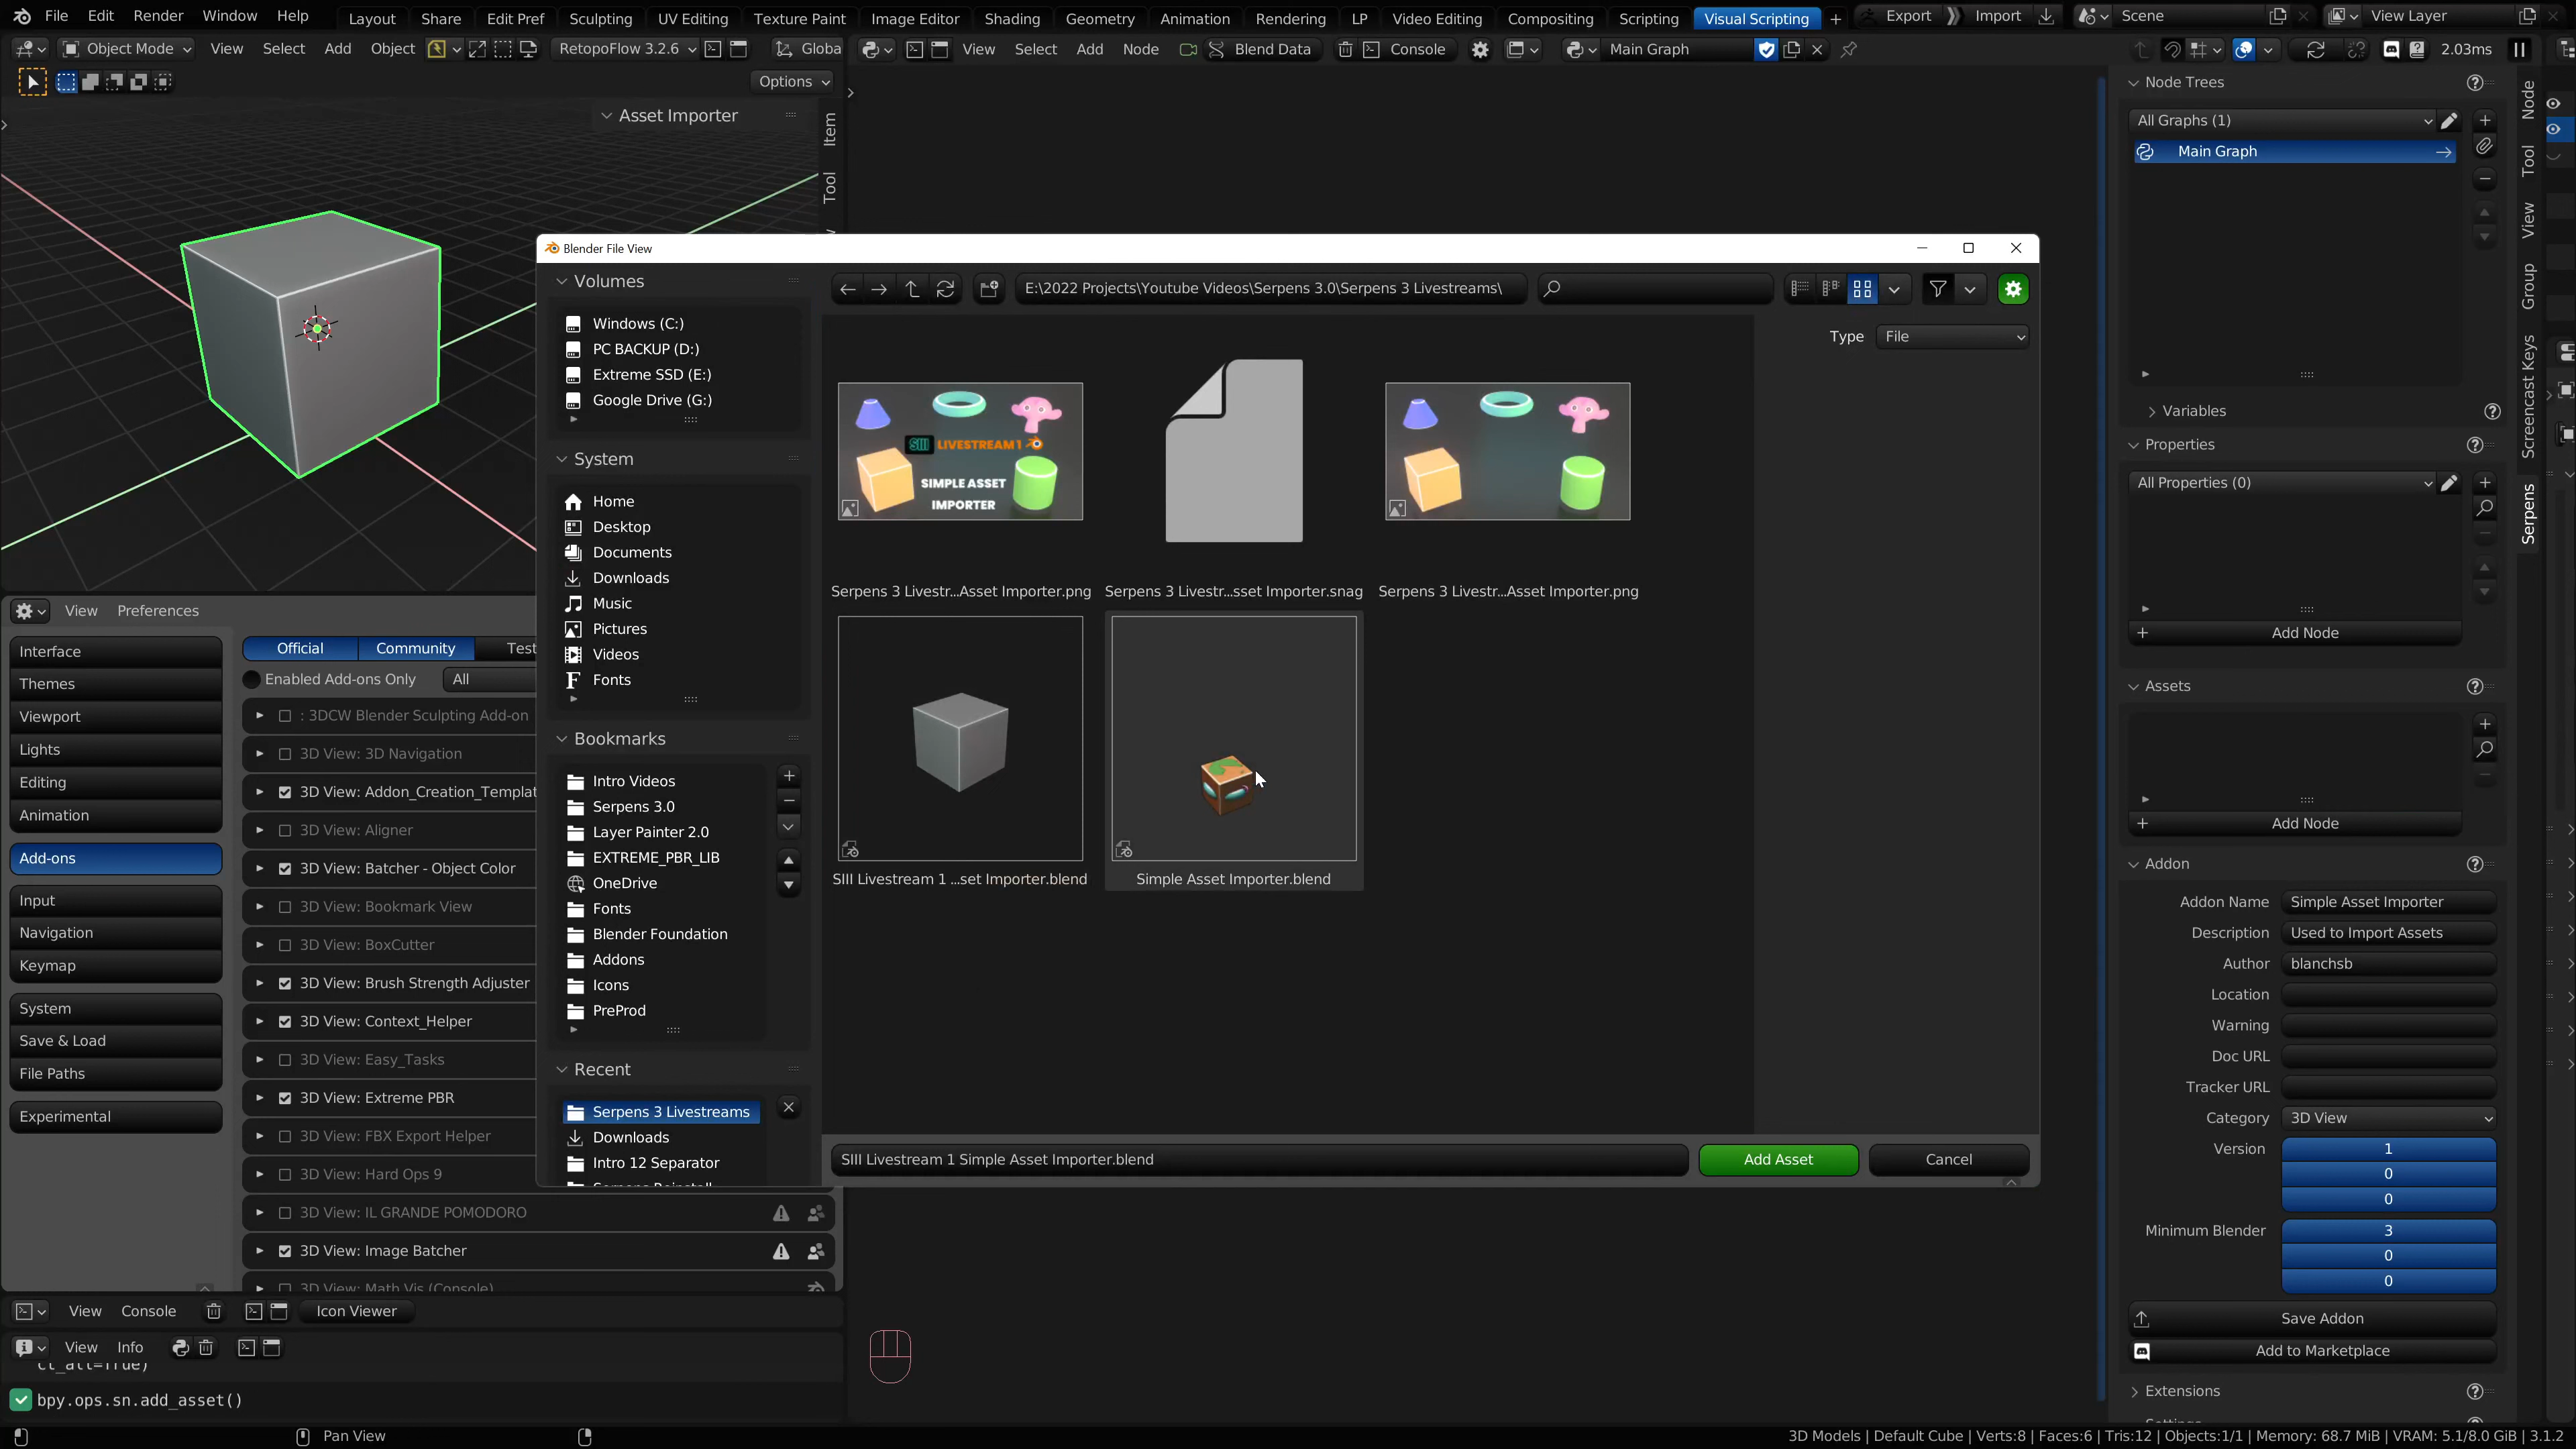 File Edit Render Window Help Layout Share Edit Pref Sculpting UV Editing Texture Paint Image Editor Shading Geometry Animation Rendering LP Video Editing Compositing Scripting Visual Scripting Export Import Scene View Layer
Object Mode View Select Add Object RetopoFlow 3.2.6 Globa View Select Add Node Blend Data Console Main Graph 2.03ms
Options
Asset Importer
Item
Tool
Node Trees
All Graphs (1)
Main Graph
Variables
Properties
All Properties (0)
Add Node
Assets
Add Node
Addon
Addon Name Simple Asset Importer
Description Used to Import Assets
Author blanchsb
Location
Warning
Doc URL
Tracker URL
Category 3D View
Version 1
0
0
Minimum Blender 3
0
0
Save Addon
Add to Marketplace
Extensions
Node
Tool
View
Group
Screencast Keys
Serpens
Blender File View
Volumes
Windows (C:)
PC BACKUP (D:)
Extreme SSD (E:)
Google Drive (G:)
System
Home
Desktop
Documents
Downloads
Music
Pictures
Videos
Fonts
Bookmarks
Intro Videos
Serpens 3.0
Layer Painter 2.0
EXTREME_PBR_LIB
OneDrive
Fonts
Blender Foundation
Addons
Icons
PreProd
Recent
Serpens 3 Livestreams
Downloads
Intro 12 Separator
E:\2022 Projects\Youtube Videos\Serpens 3.0\Serpens 3 Livestreams\
Type File
SIII LIVESTREAM 1
SIMPLE ASSET
IMPORTER
Serpens 3 Livestr...Asset Importer.png
Serpens 3 Livestr...sset Importer.snag
Serpens 3 Livestr...Asset Importer.png
SIII Livestream 1 ...set Importer.blend
Simple Asset Importer.blend
SIII Livestream 1 Simple Asset Importer.blend
Add Asset
Cancel
View Preferences
Interface
Themes
Viewport
Lights
Editing
Animation
Add-ons
Input
Navigation
Keymap
System
Save & Load
File Paths
Experimental
Official Community Test
Enabled Add-ons Only All
: 3DCW Blender Sculpting Add-on
3D View: 3D Navigation
3D View: Addon_Creation_Templat
3D View: Aligner
3D View: Batcher - Object Color
3D View: Bookmark View
3D View: BoxCutter
3D View: Brush Strength Adjuster
3D View: Context_Helper
3D View: Easy_Tasks
3D View: Extreme PBR
3D View: FBX Export Helper
3D View: Hard Ops 9
3D View: IL GRANDE POMODORO
3D View: Image Batcher
3D View: Math Vis (Console)
View Console Icon Viewer
View Info
bpy.ops.sn.add_asset()
Pan View
3D Models | Default Cube | Verts:8 | Faces:6 | Tris:12 | Objects:1/1 | Memory: 68.7 MiB | VRAM: 5.1/8.0 GiB | 3.1.2